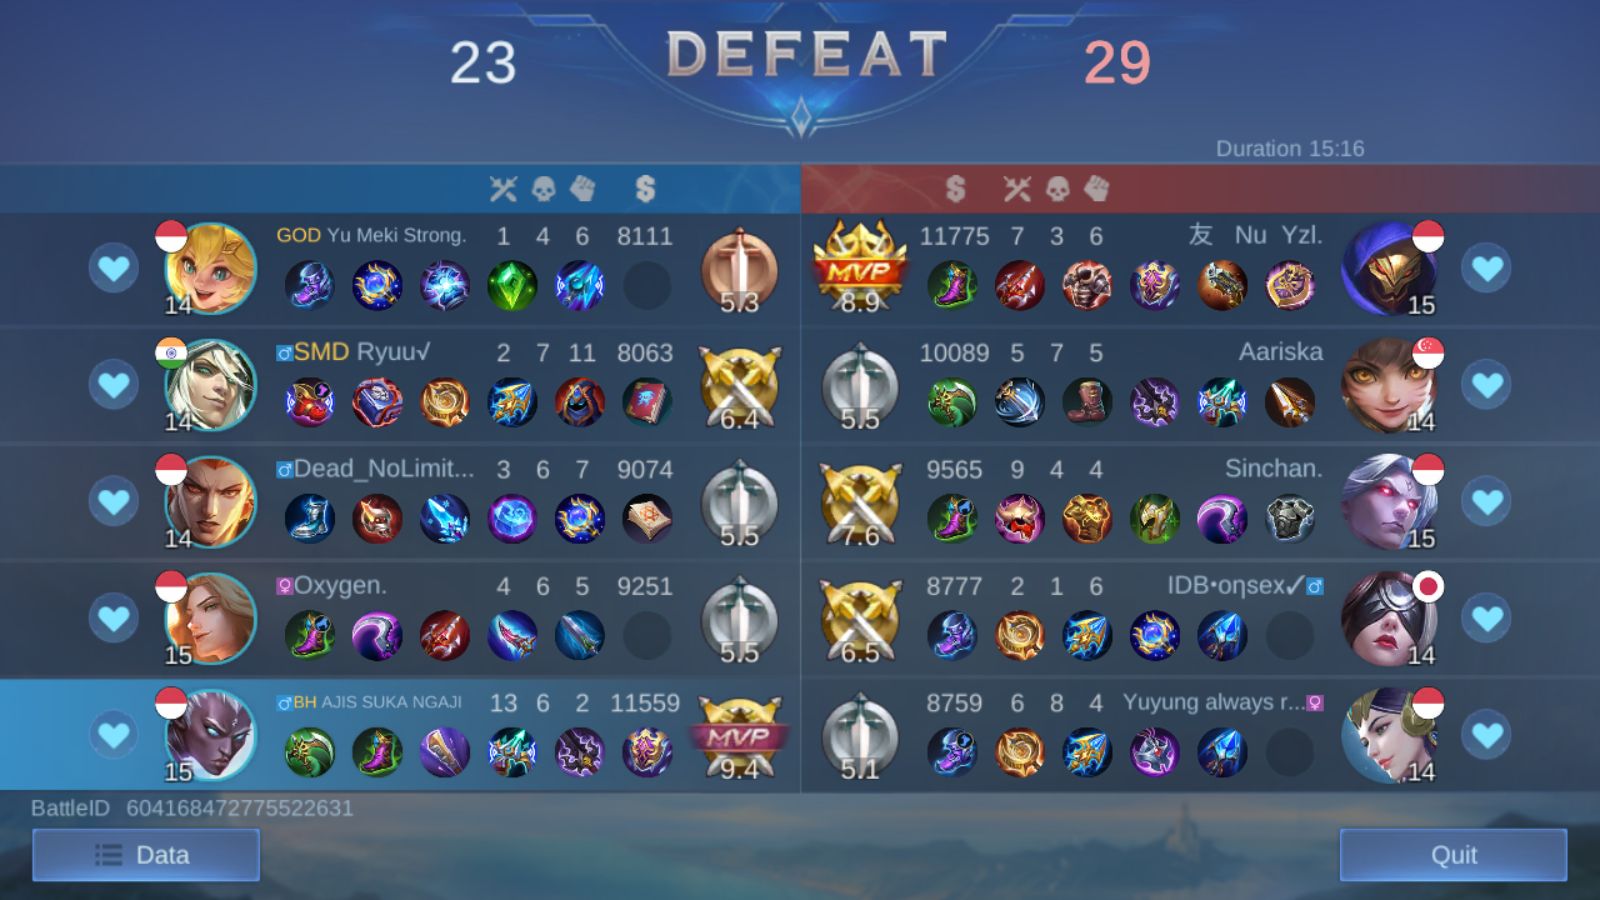 23 DEFEAT 29
Duration 15:16
GOD Yu Meki Strong. 1 4 6 8111
14 5.3
MVP 8.9 11775 7 3 6 友 Nu Yzl.
15
SMD Ryuu√ 2 7 11 8063
14 6.4
5.5 10089 5 7 5 Aariska
14
Dead_NoLimit... 3 6 7 9074
14 5.5
7.6 9565 9 4 4 Sinchan.
15
Oxygen. 4 6 5 9251
15 5.5
6.5 8777 2 1 6 IDB•oηsex✓
14
BH AJIS SUKA NGAJI 13 6 2 11559
15 MVP 9.4
5.1 8759 6 8 4 Yuyung always r...
14
BattleID 604168472775522631
Data
Quit